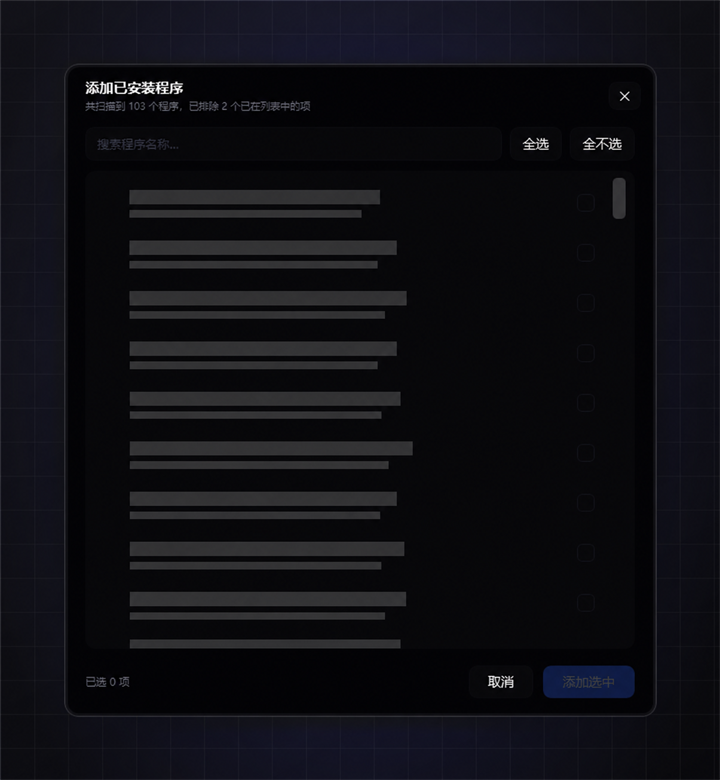 添加已安装程序
共扫描到 103 个程序，已排除 2 个已在列表中的项
搜索程序名称...
全选
全不选
已选 0 项
取消
添加选中